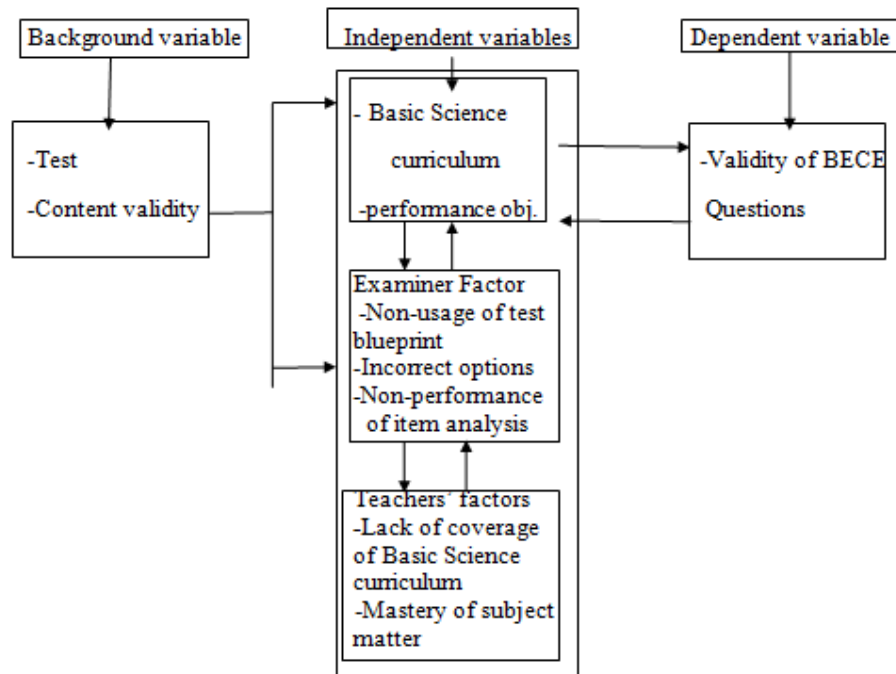 Background variable
Independent variables
Dependent variable
-Test
-Content validity
- Basic Science
curriculum
-performance obj.
-Validity of BECE
Questions
Examiner Factor
-Non-usage of test
blueprint
-Incorrect options
-Non-performance
of item analysis
Teachers’ factors
-Lack of coverage
of Basic Science
curriculum
-Mastery of subject
matter